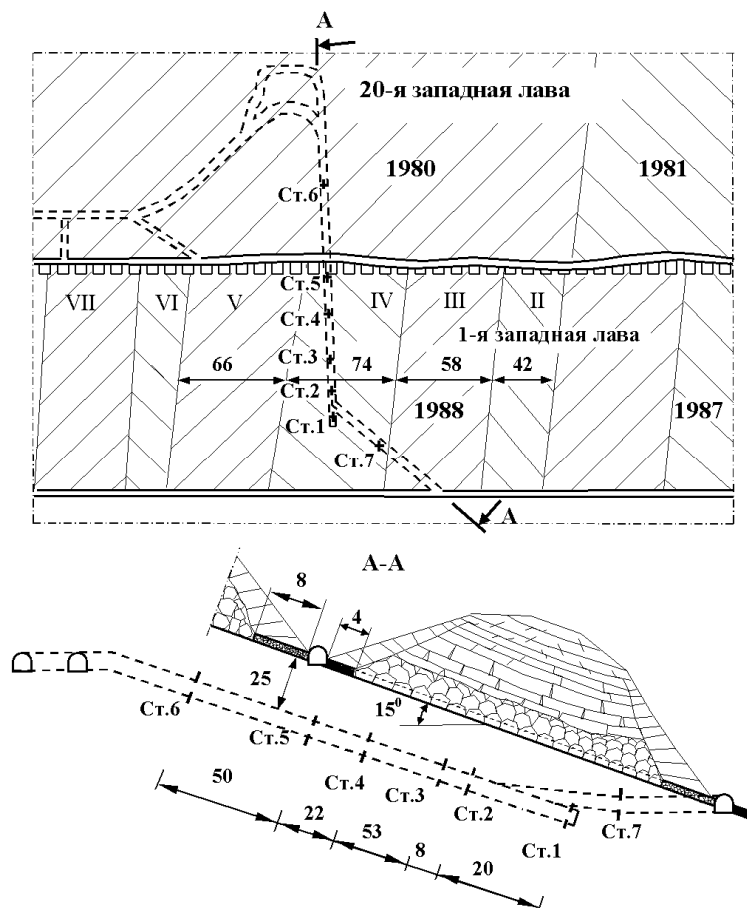 А
20-я западная лава
1980
1981
Ст.6
Ст.5
VII
VI
V
IV
III
II
Ст.4
1-я западная лава
66
Ст.3
74
58
42
Ст.2
Ст.1
1988
1987
Ст.7
А
А-А
8
4
25
15⁰
Ст.6
Ст.5
Ст.4
Ст.3
Ст.2
Ст.1
Ст.7
50
22
53
8
20